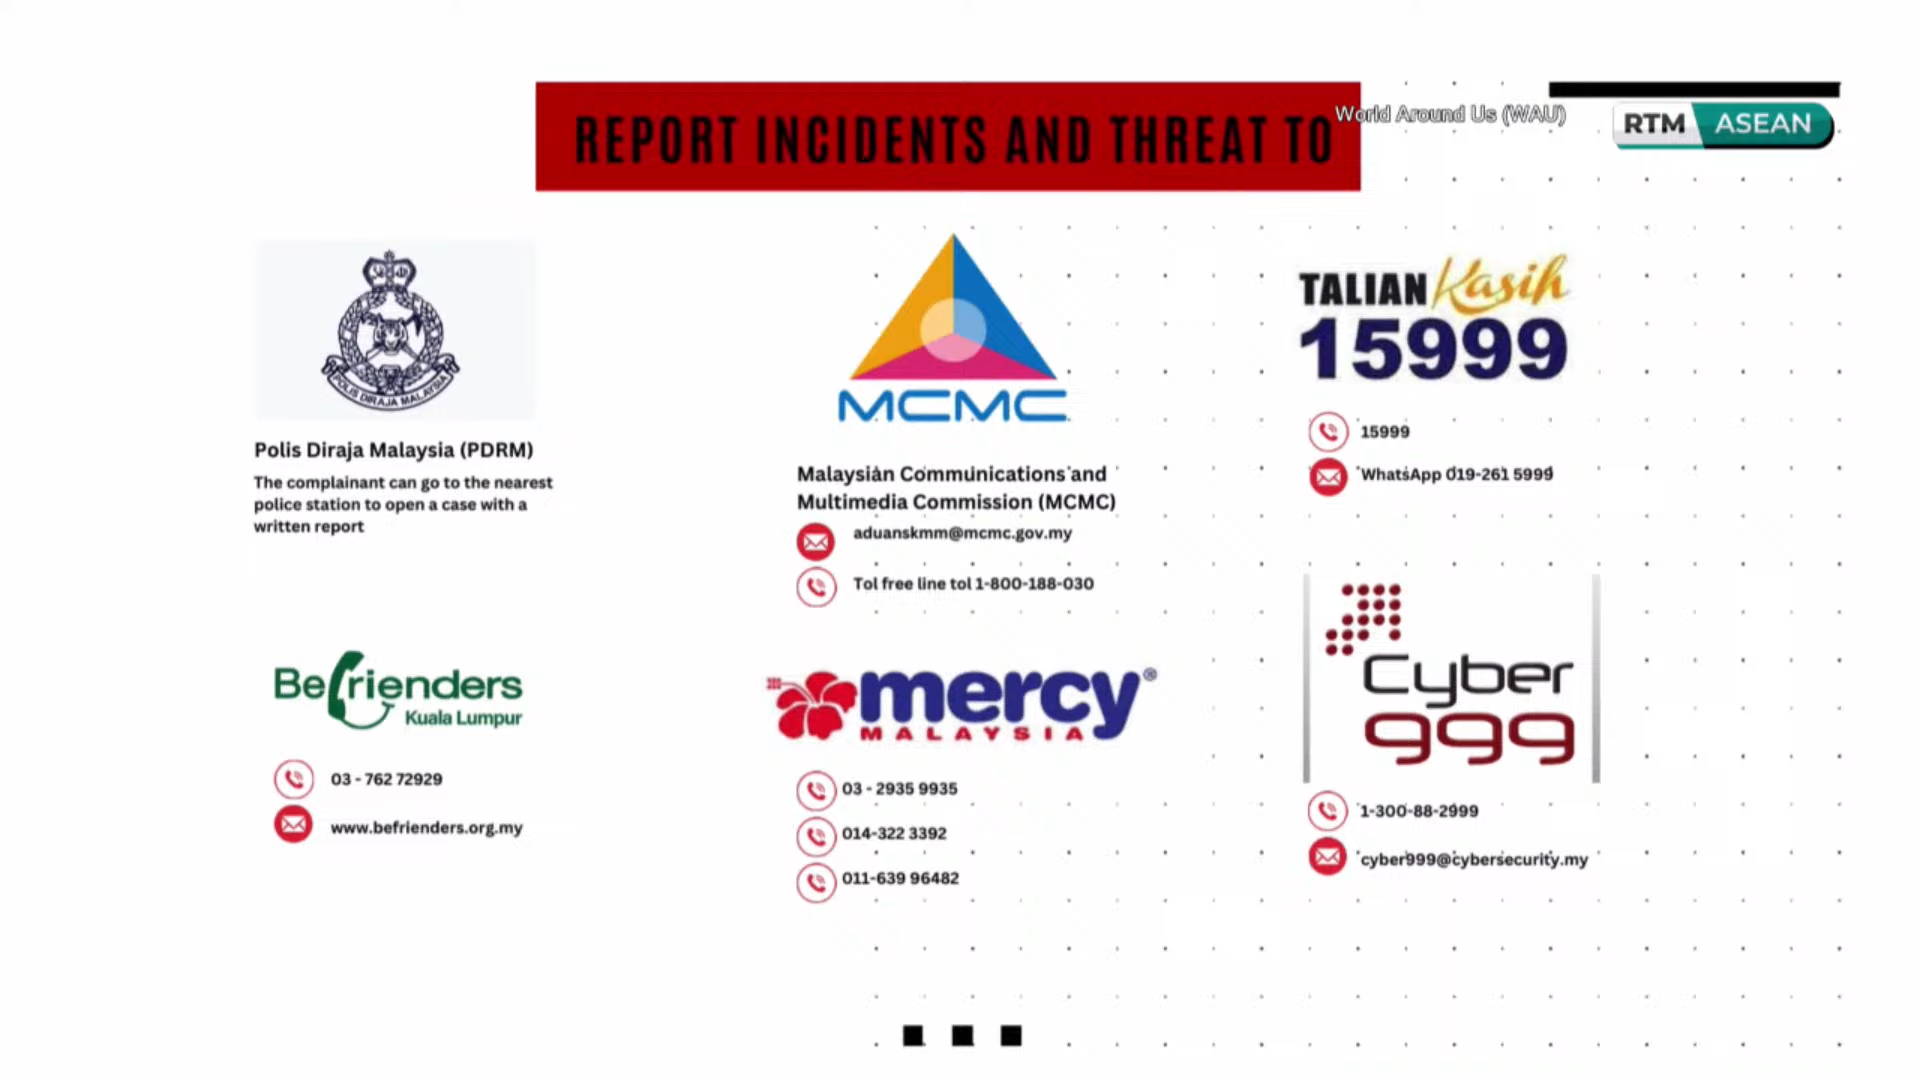 REPORT INCIDENTS AND THREAT TO
World Around Us (WAU)
RTM ASEAN
POLIS DIRAJA MALAYSIA
Polis Diraja Malaysia (PDRM)
The complainant can go to the nearest
police station to open a case with a
written report
MCMC
Malaysian Communications and
Multimedia Commission (MCMC)
aduanskmm@mcmc.gov.my
Tol free line tol 1-800-188-030
TALIAN Kasih
15999
15999
WhatsApp 019-261 5999
Befrienders
Kuala Lumpur
03 - 762 72929
www.befrienders.org.my
mercy®
MALAYSIA
03 - 2935 9935
014-322 3392
011-639 96482
Cyber
999
1-300-88-2999
cyber999@cybersecurity.my